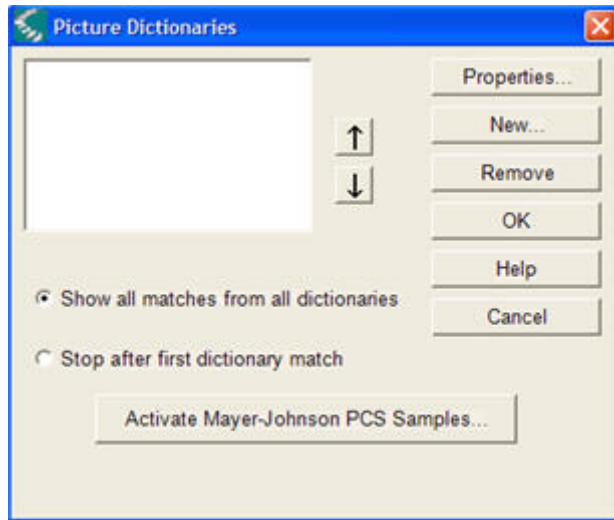 Picture Dictionaries
Properties...
New...
Remove
OK
Help
Cancel
Show all matches from all dictionaries
Stop after first dictionary match
Activate Mayer-Johnson PCS Samples...